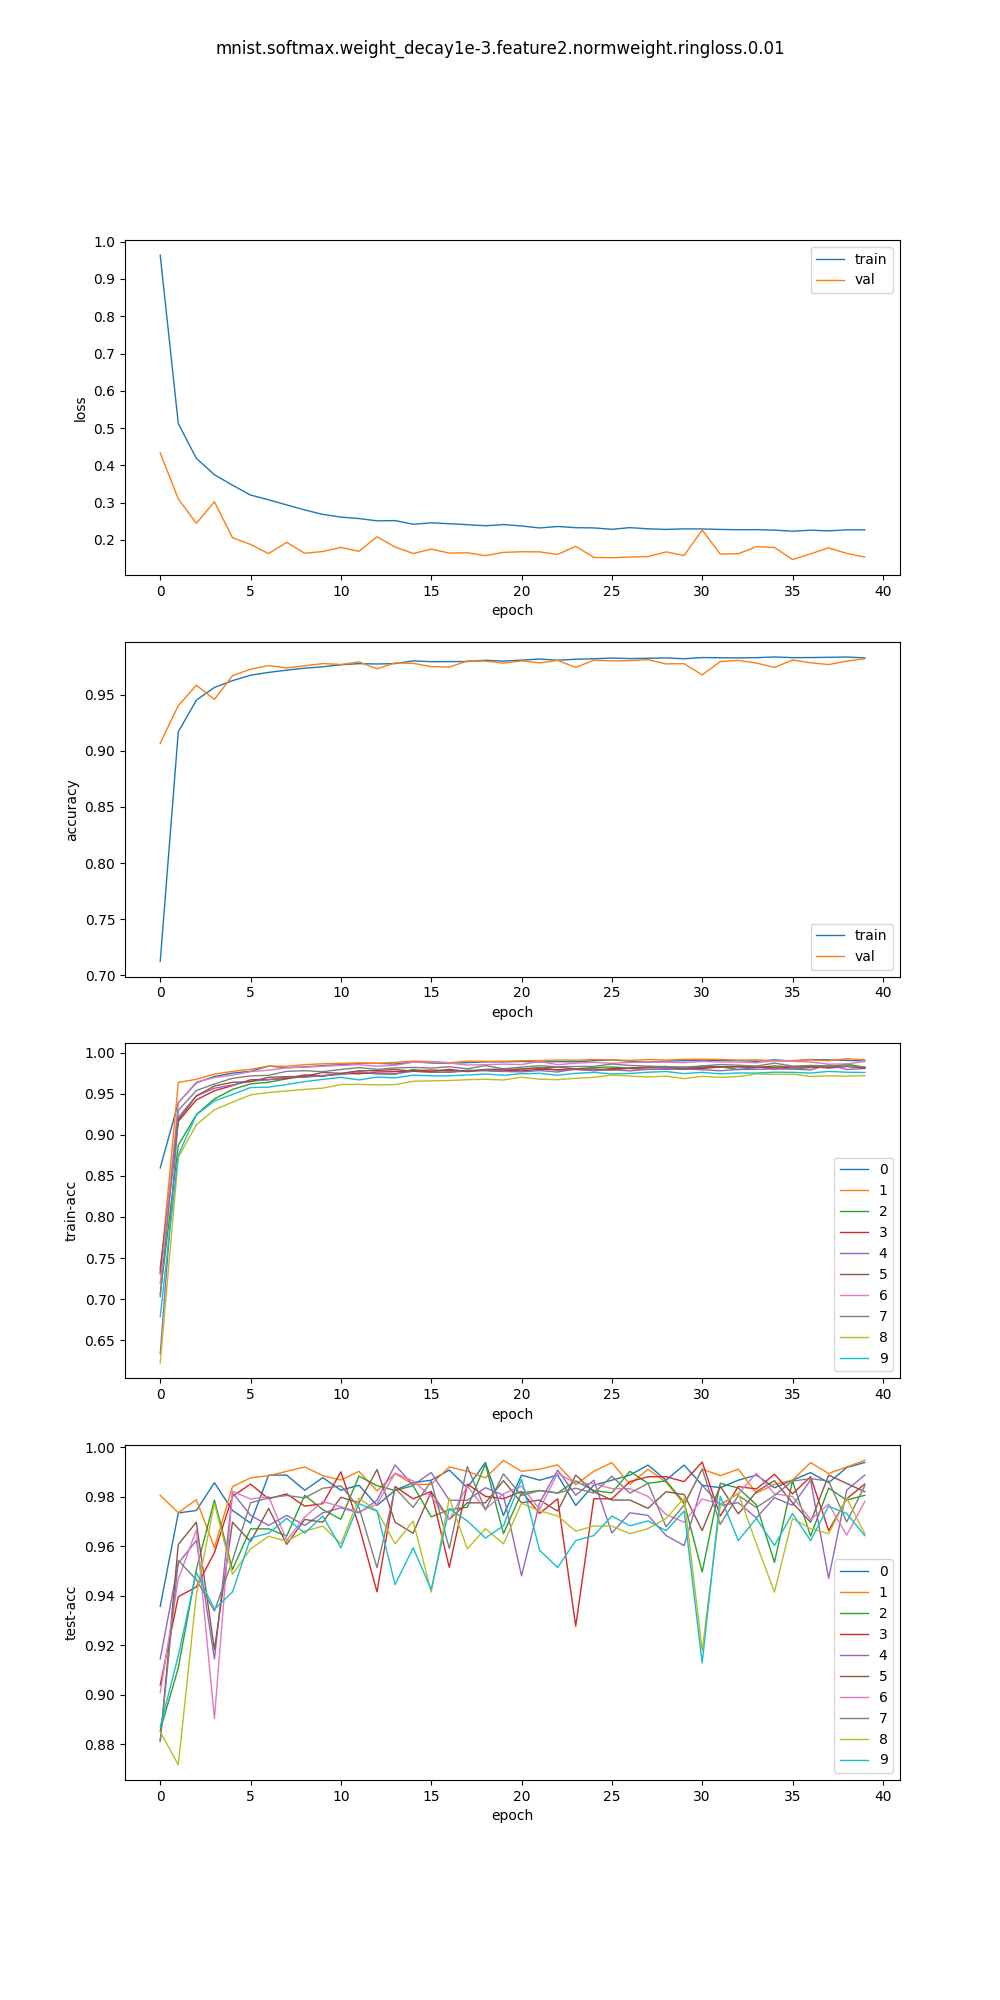 mnist.softmax.weight_decay1e-3.feature2.normweight.ringloss.0.01
1.0
0.9
0.8
0.7
0.6
0.5
0.4
0.3
0.2
loss
train
val
0 5 10 15 20 25 30 35 40
epoch
0.95
0.90
0.85
0.80
0.75
0.70
accuracy
train
val
0 5 10 15 20 25 30 35 40
epoch
1.00
0.95
0.90
0.85
0.80
0.75
0.70
0.65
train-acc
0
1
2
3
4
5
6
7
8
9
0 5 10 15 20 25 30 35 40
epoch
1.00
0.98
0.96
0.94
0.92
0.90
0.88
test-acc
0
1
2
3
4
5
6
7
8
9
0 5 10 15 20 25 30 35 40
epoch